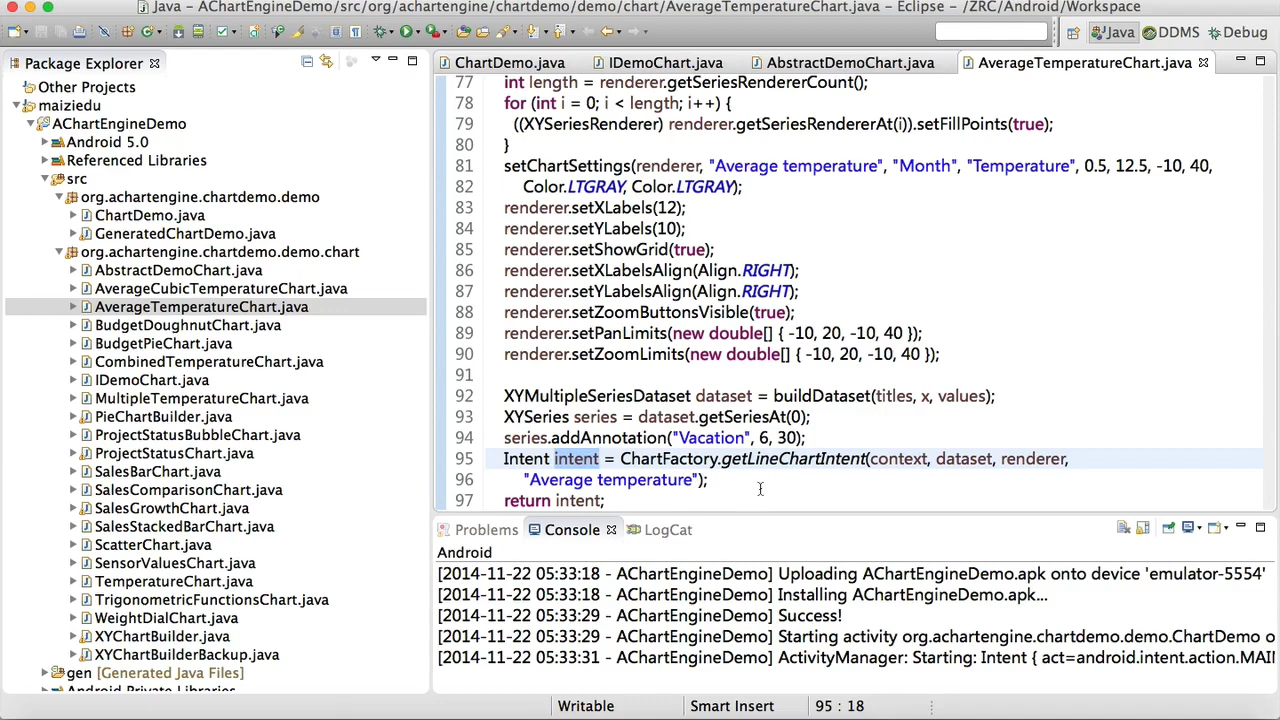 Java - AChartEngineDemo/src/org/achartengine/chartdemo/demo/chart/AverageTemperatureChart.java - Eclipse - /ZRC/Android/Workspace
Java DDMS Debug
Package Explorer
Other Projects
maiziedu
AChartEngineDemo
Android 5.0
Referenced Libraries
src
org.achartengine.chartdemo.demo
ChartDemo.java
GeneratedChartDemo.java
org.achartengine.chartdemo.demo.chart
AbstractDemoChart.java
AverageCubicTemperatureChart.java
AverageTemperatureChart.java
BudgetDoughnutChart.java
BudgetPieChart.java
CombinedTemperatureChart.java
IDemoChart.java
MultipleTemperatureChart.java
PieChartBuilder.java
ProjectStatusBubbleChart.java
ProjectStatusChart.java
SalesBarChart.java
SalesComparisonChart.java
SalesGrowthChart.java
SalesStackedBarChart.java
ScatterChart.java
SensorValuesChart.java
TemperatureChart.java
TrigonometricFunctionsChart.java
WeightDialChart.java
XYChartBuilder.java
XYChartBuilderBackup.java
gen [Generated Java Files]
Android Private Libraries
ChartDemo.java IDemoChart.java AbstractDemoChart.java AverageTemperatureChart.java
77 int length = renderer.getSeriesRendererCount();
78 for (int i = 0; i < length; i++) {
79 ((XYSeriesRenderer) renderer.getSeriesRendererAt(i)).setFillPoints(true);
80 }
81 setChartSettings(renderer, "Average temperature", "Month", "Temperature", 0.5, 12.5, -10, 40,
82 Color.LTGRAY, Color.LTGRAY);
83 renderer.setXLabels(12);
84 renderer.setYLabels(10);
85 renderer.setShowGrid(true);
86 renderer.setXLabelsAlign(Align.RIGHT);
87 renderer.setYLabelsAlign(Align.RIGHT);
88 renderer.setZoomButtonsVisible(true);
89 renderer.setPanLimits(new double[] { -10, 20, -10, 40 });
90 renderer.setZoomLimits(new double[] { -10, 20, -10, 40 });
91
92 XYMultipleSeriesDataset dataset = buildDataset(titles, x, values);
93 XYSeries series = dataset.getSeriesAt(0);
94 series.addAnnotation("Vacation", 6, 30);
95 Intent intent = ChartFactory.getLineChartIntent(context, dataset, renderer,
96 "Average temperature");
97 return intent;
Problems Console LogCat
Android
[2014-11-22 05:33:18 - AChartEngineDemo] Uploading AChartEngineDemo.apk onto device 'emulator-5554'
[2014-11-22 05:33:18 - AChartEngineDemo] Installing AChartEngineDemo.apk...
[2014-11-22 05:33:29 - AChartEngineDemo] Success!
[2014-11-22 05:33:29 - AChartEngineDemo] Starting activity org.achartengine.chartdemo.demo.ChartDemo o
[2014-11-22 05:33:31 - AChartEngineDemo] ActivityManager: Starting: Intent { act=android.intent.action.MAIN
Writable Smart Insert 95 : 18